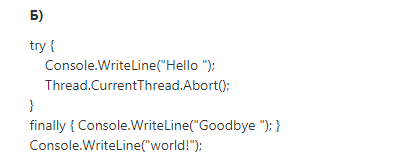 Б)
try {
Console.WriteLine("Hello ");
Thread.CurrentThread.Abort();
}
finally { Console.WriteLine("Goodbye "); }
Console.WriteLine("world!");